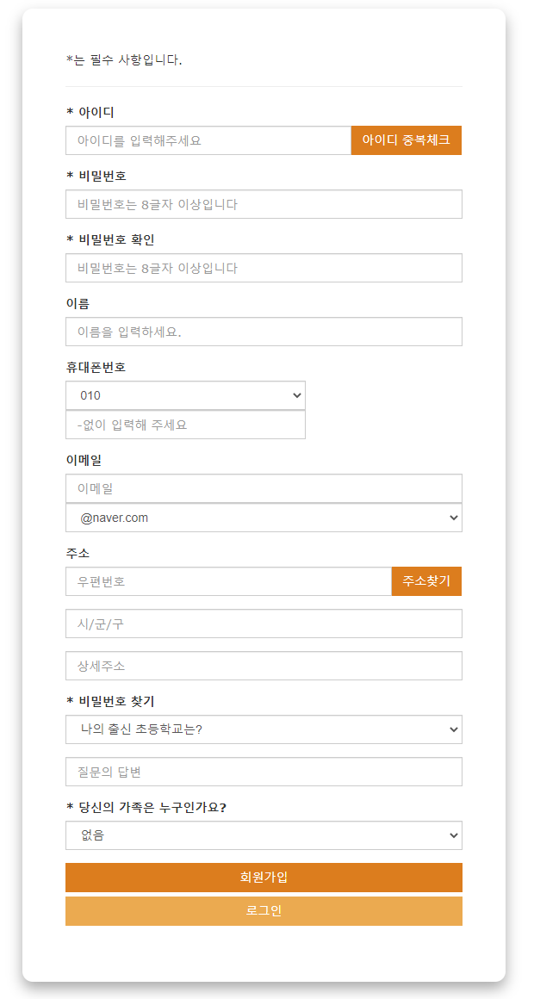 *는 필수 사항입니다.
* 아이디
아이디를 입력해주세요 아이디 중복체크
* 비밀번호
비밀번호는 8글자 이상입니다
* 비밀번호 확인
비밀번호는 8글자 이상입니다
이름
이름을 입력하세요.
휴대폰번호
010
-없이 입력해 주세요
이메일
이메일
@naver.com
주소
우편번호 주소찾기
시/군/구
상세주소
* 비밀번호 찾기
나의 출신 초등학교는?
질문의 답변
* 당신의 가족은 누구인가요?
없음
회원가입
로그인